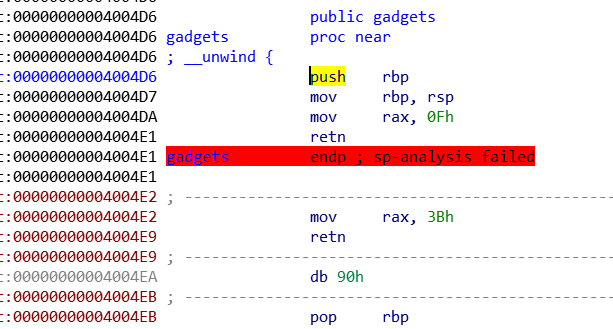 t:00000000004004D6 public gadgets
t:00000000004004D6 gadgets proc near
t:00000000004004D6 ; __unwind {
t:00000000004004D6 push rbp
t:00000000004004D7 mov rbp, rsp
t:00000000004004DA mov rax, 0Fh
t:00000000004004E1 retn
t:00000000004004E1 gadgets endp ; sp-analysis failed
t:00000000004004E1
t:00000000004004E2 ; ---------------------------------------------
t:00000000004004E2 mov rax, 3Bh
t:00000000004004E9 retn
t:00000000004004E9 ; ---------------------------------------------
t:00000000004004EA db 90h
t:00000000004004EB ; ---------------------------------------------
t:00000000004004EB pop rbp